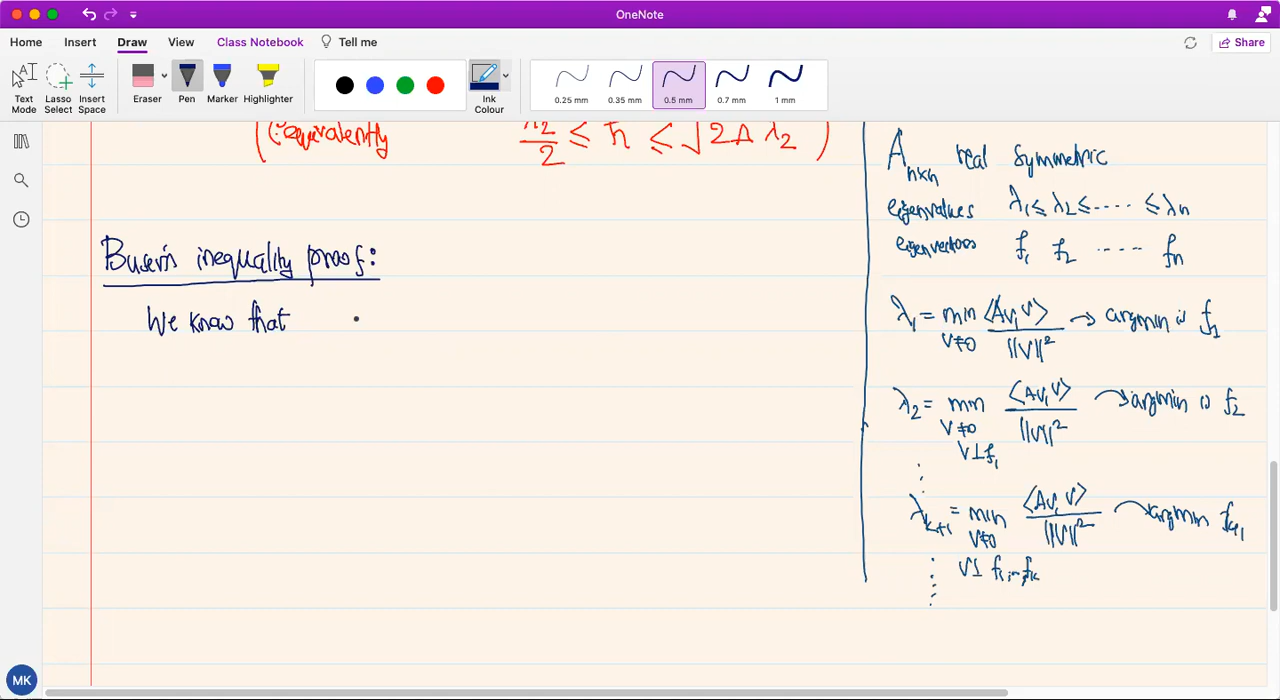 OneNote
Home Insert Draw View Class Notebook Tell me
Share
Text Mode
Lasso Select
Insert Space
Eraser
Pen
Marker
Highlighter
Ink Colour
0.25 mm
0.35 mm
0.5 mm
0.7 mm
1 mm
(equivalently λ2/2 ≤ h ≤ √2Δ λ2)
Buser's inequality proof:
We know that
A n×n real symmetric
eigenvalues λ1 ≤ λ2 ≤ ---- ≤ λn
eigenvectors f1 f2 ---- fn
λ1 = min v≠0 ⟨Av, v⟩/||v||² → argmin is f1
λ2 = min v≠0 v⊥f1 ⟨Av, v⟩/||v||² → argmin is f2
λk+1 = min v≠0 v⊥f1,…,fk ⟨Av, v⟩/||v||² → argmin fk+1
MK